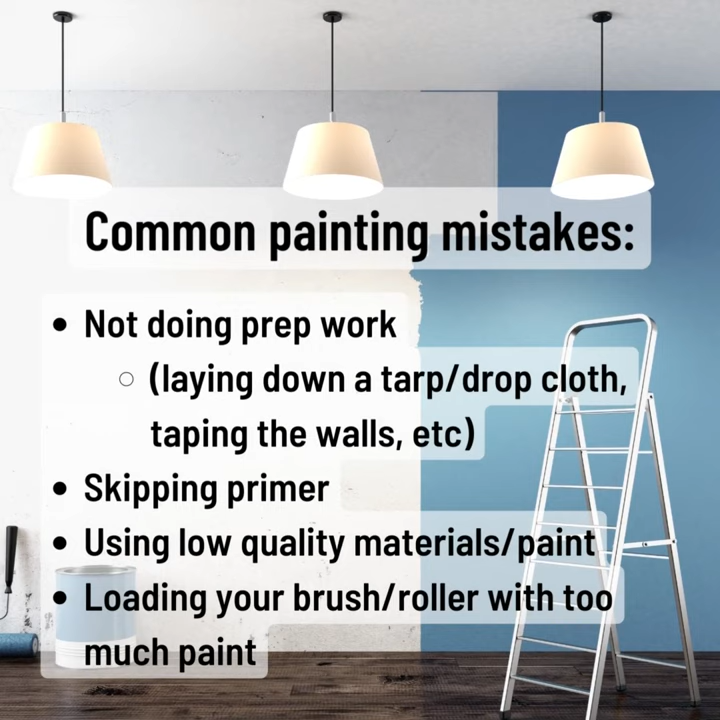 Common painting mistakes:
• Not doing prep work
○ (laying down a tarp/drop cloth,
taping the walls, etc)
• Skipping primer
• Using low quality materials/paint
• Loading your brush/roller with too
much paint